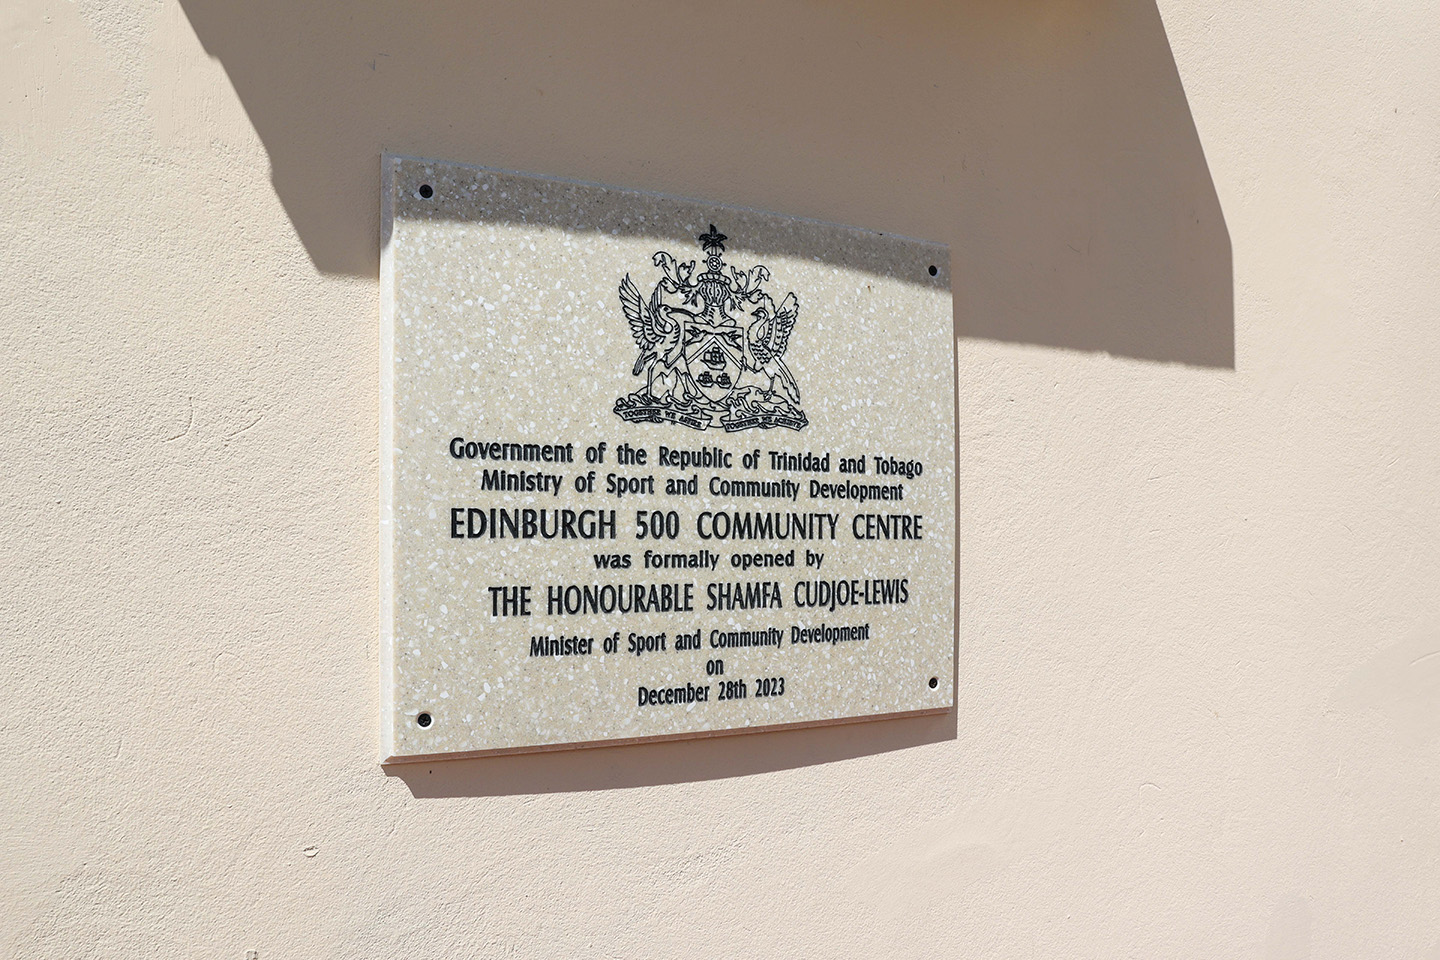 TOGETHER WE ASPIRE TOGETHER WE ACHIEVE
Government of the Republic of Trinidad and Tobago
Ministry of Sport and Community Development
EDINBURGH 500 COMMUNITY CENTRE
was formally opened by
THE HONOURABLE SHAMFA CUDJOE-LEWIS
Minister of Sport and Community Development
on
December 28th 2023